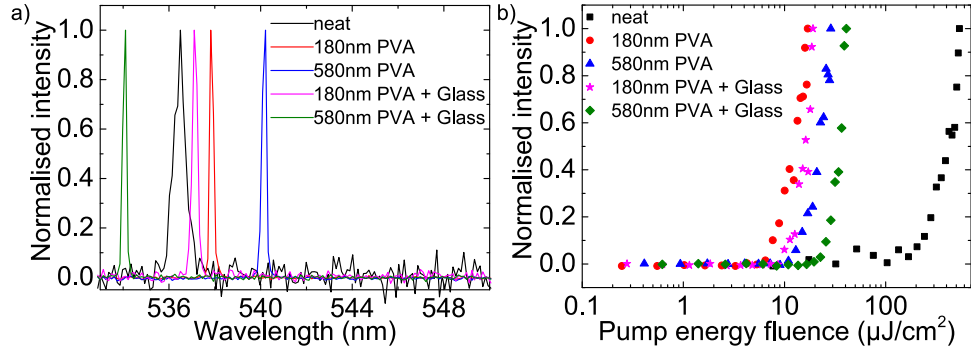 a)
Normalised intensity
1.0
0.8
0.6
0.4
0.2
0.0
neat
180nm PVA
580nm PVA
180nm PVA + Glass
580nm PVA + Glass
536
540
544
548
Wavelength (nm)
b)
Normalised intensity
1.0
0.8
0.6
0.4
0.2
0.0
neat
180nm PVA
580nm PVA
180nm PVA + Glass
580nm PVA + Glass
0.1
1
10
100
Pump energy fluence (µJ/cm²)